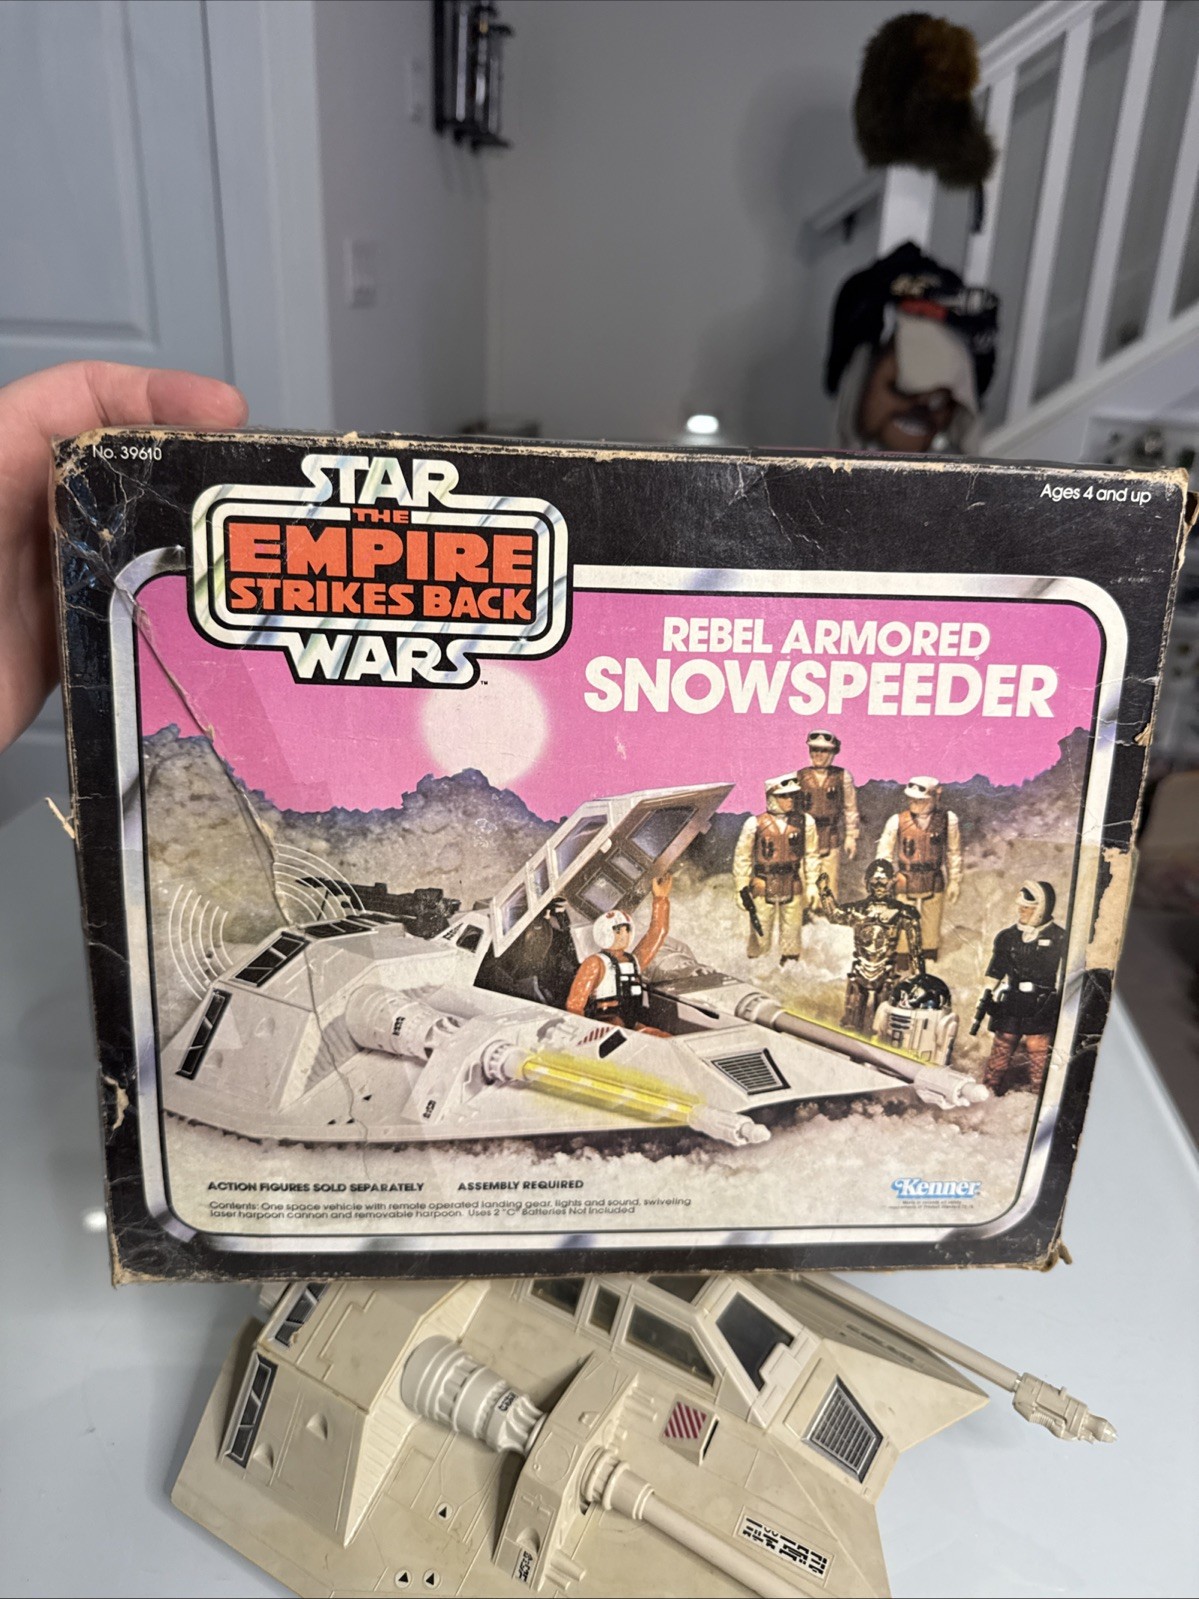 No. 39610
STAR
THE
EMPIRE
STRIKES BACK
WARS™
Ages 4 and up
REBEL ARMORED
SNOWSPEEDER
ACTION FIGURES SOLD SEPARATELY ASSEMBLY REQUIRED
Contents: One space vehicle with remote operated landing gear, lights and sound, swiveling
laser harpoon cannon and removable harpoon. Uses 2 "C" Batteries Not Included
Kenner